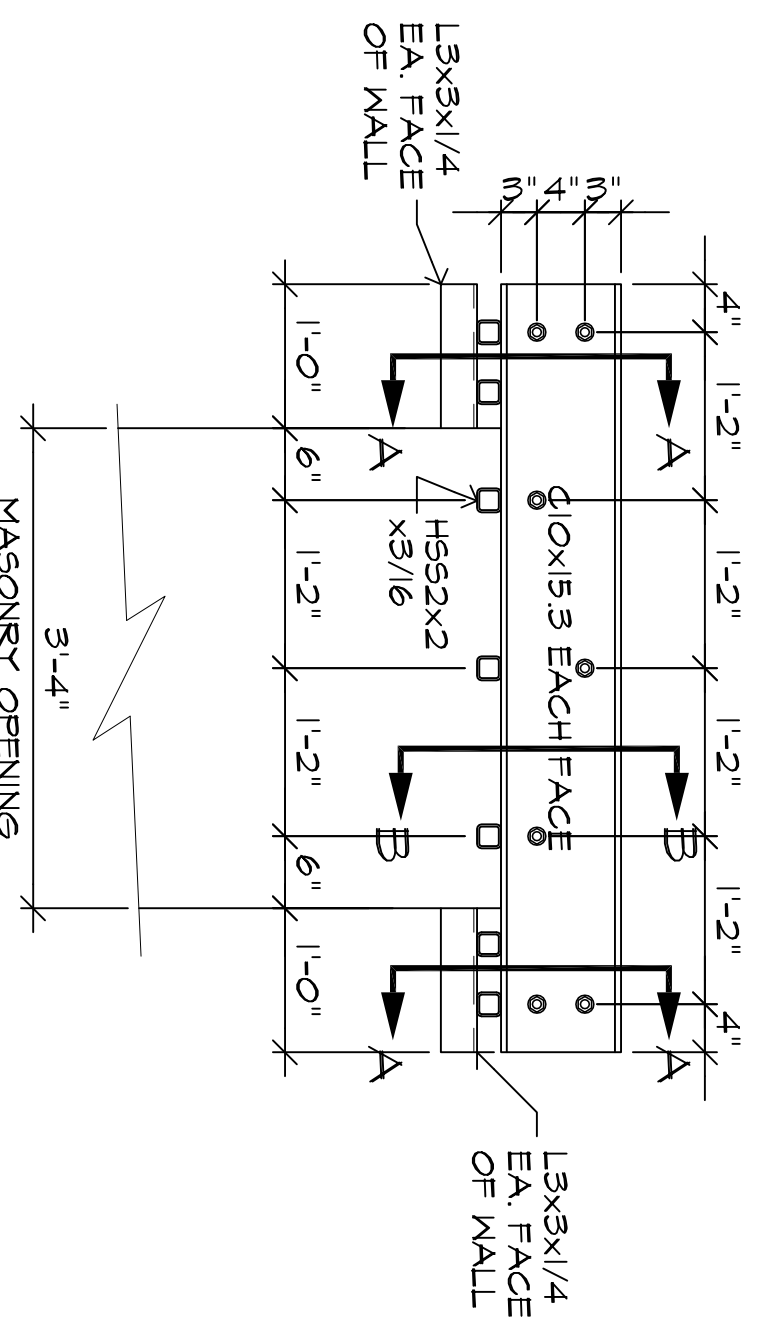 4" 1'-2" 1'-2" 1'-2" 1'-2" 4"
A B A
3" 4" 3"
C10x15.3 EACH FACE
L3x3x1/4
EA. FACE
OF WALL
L3x3x1/4
EA. FACE
OF WALL
HSS2x2
x3/16
A B A
1'-0" 6" 1'-2" 1'-2" 6" 1'-0"
3'-4"
MASONRY OPENING